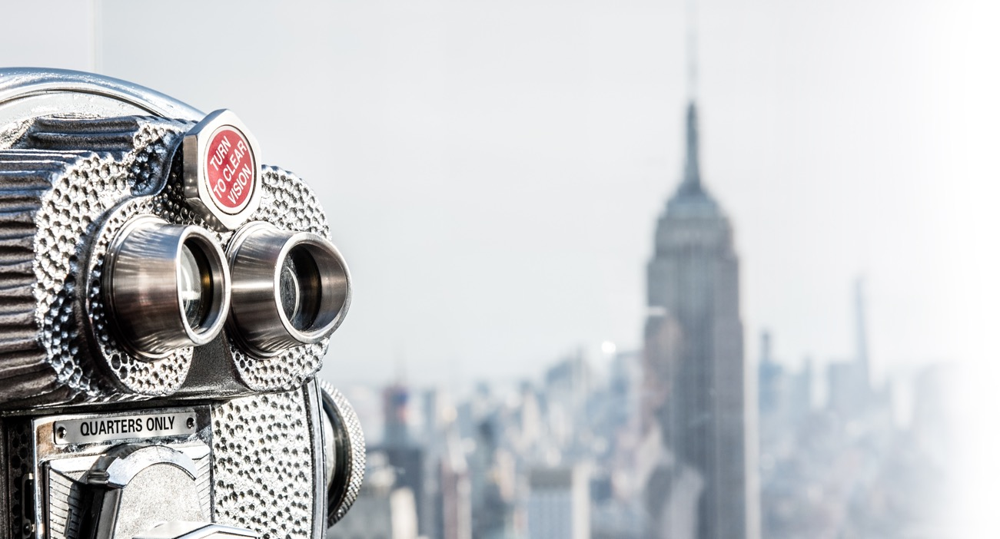 TURN
TO CLEAR
VISION
QUARTERS ONLY